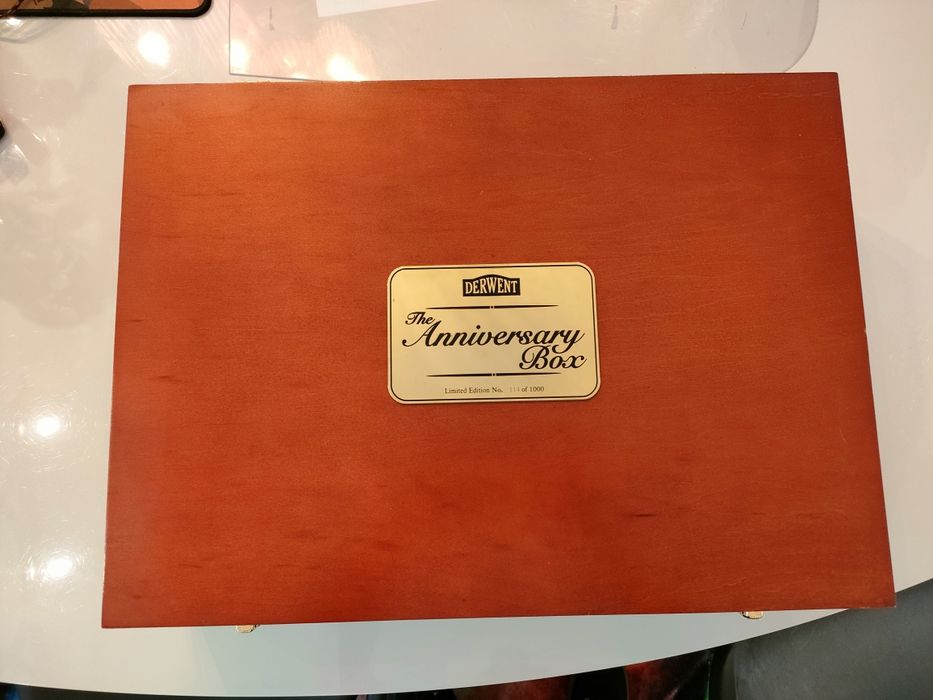 DERWENT
The
Anniversary
Box
Limited Edition No. of 1000